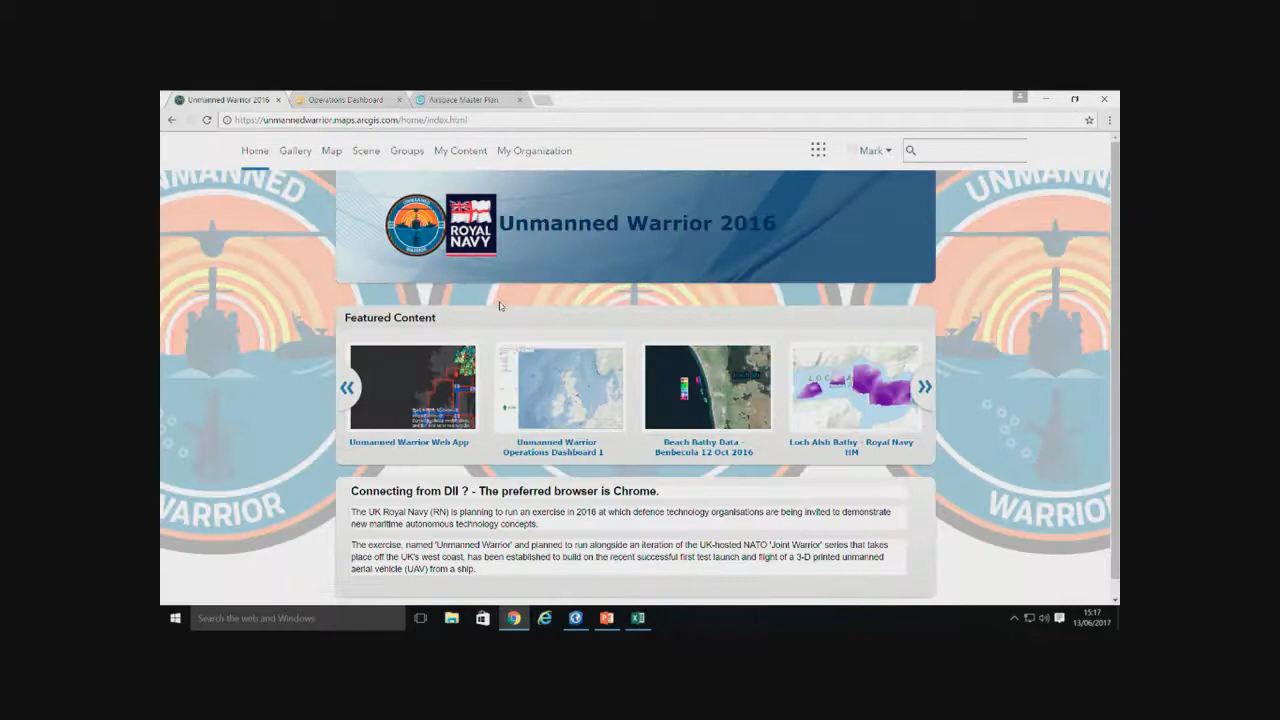 Unmanned Warrior 2016
Operations Dashboard
Airspace Master Plan
https://unmannedwarrior.maps.arcgis.com/home/index.html
Home Gallery Map Scene Groups My Content My Organization
Mark
UNMANNED
UNMANNED
UNMANNED
WARRIOR
ROYAL
NAVY
Unmanned Warrior 2016
Featured Content
LOCH
Unmanned Warrior Web App
Unmanned Warrior
Operations Dashboard 1
Beach Bathy Data -
Benbecula 12 Oct 2016
Loch Alsh Bathy - Royal Navy
HM
WARRIOR
WARRIOR
Connecting from DII ? - The preferred browser is Chrome.
The UK Royal Navy (RN) is planning to run an exercise in 2016 at which defence technology organisations are being invited to demonstrate
new maritime autonomous technology concepts.
The exercise, named 'Unmanned Warrior' and planned to run alongside an iteration of the UK-hosted NATO 'Joint Warrior' series that takes
place off the UK's west coast, has been established to build on the recent successful first test launch and flight of a 3-D printed unmanned
aerial vehicle (UAV) from a ship.
Search the web and Windows
15:17
13/06/2017